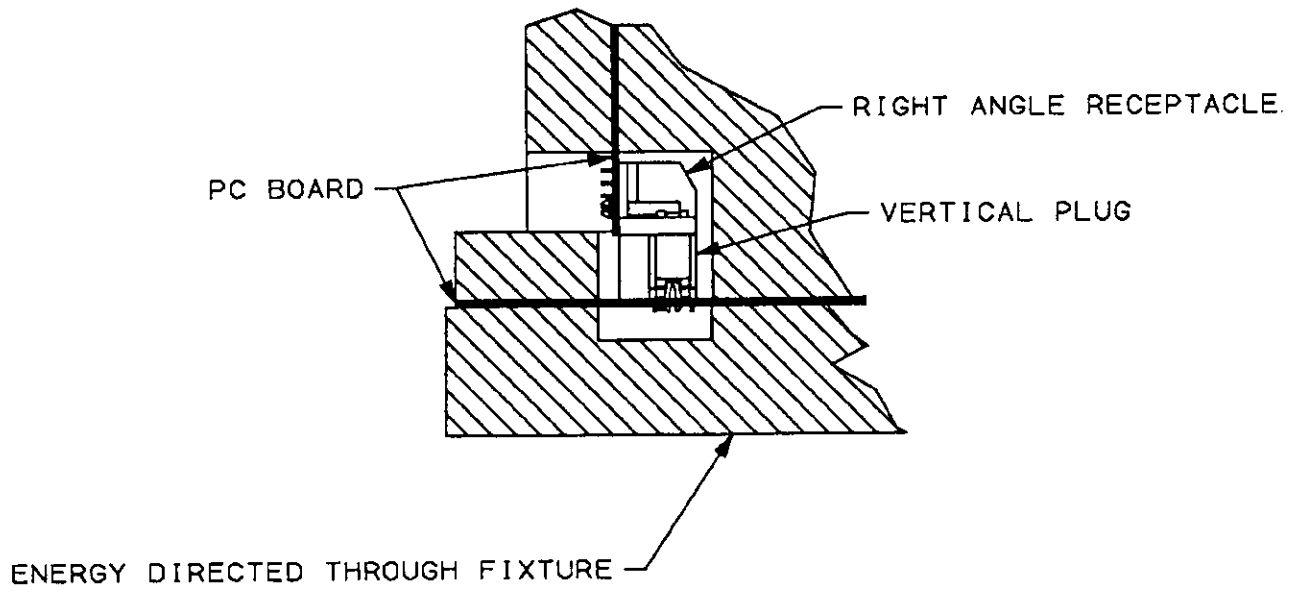 RIGHT ANGLE RECEPTACLE.
PC BOARD
VERTICAL PLUG
ENERGY DIRECTED THROUGH FIXTURE